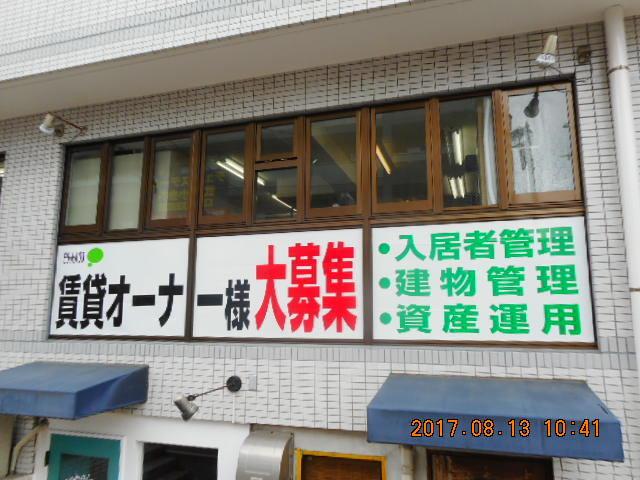 賃貸オーナー様大募集
・入居者管理
・建物管理
・資産運用
2017.08.13 10:41